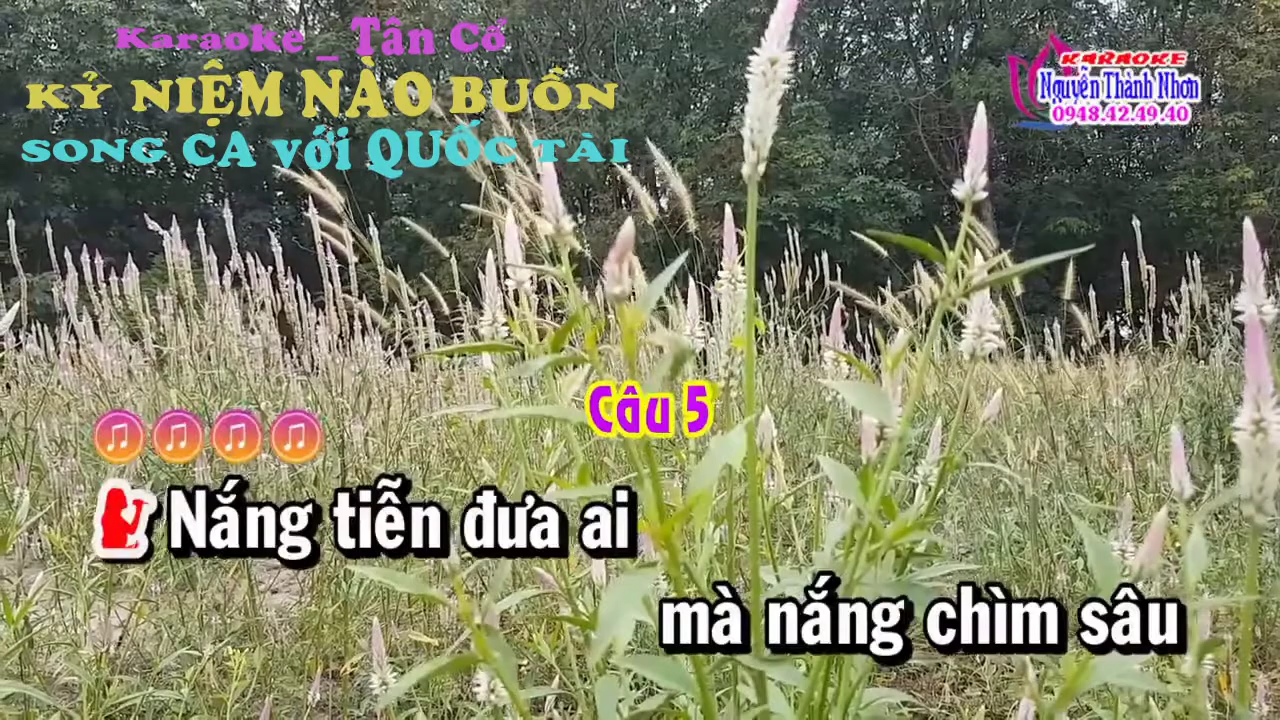 Karaoke _ Tân Cổ
KỶ NIỆM NÀO BUỒN
SONG CA với QUỐC TÀI
KARAOKE
Nguyễn Thành Nhơn
0948.42.49.40
Câu 5
Nắng tiễn đưa ai
mà nắng chìm sâu